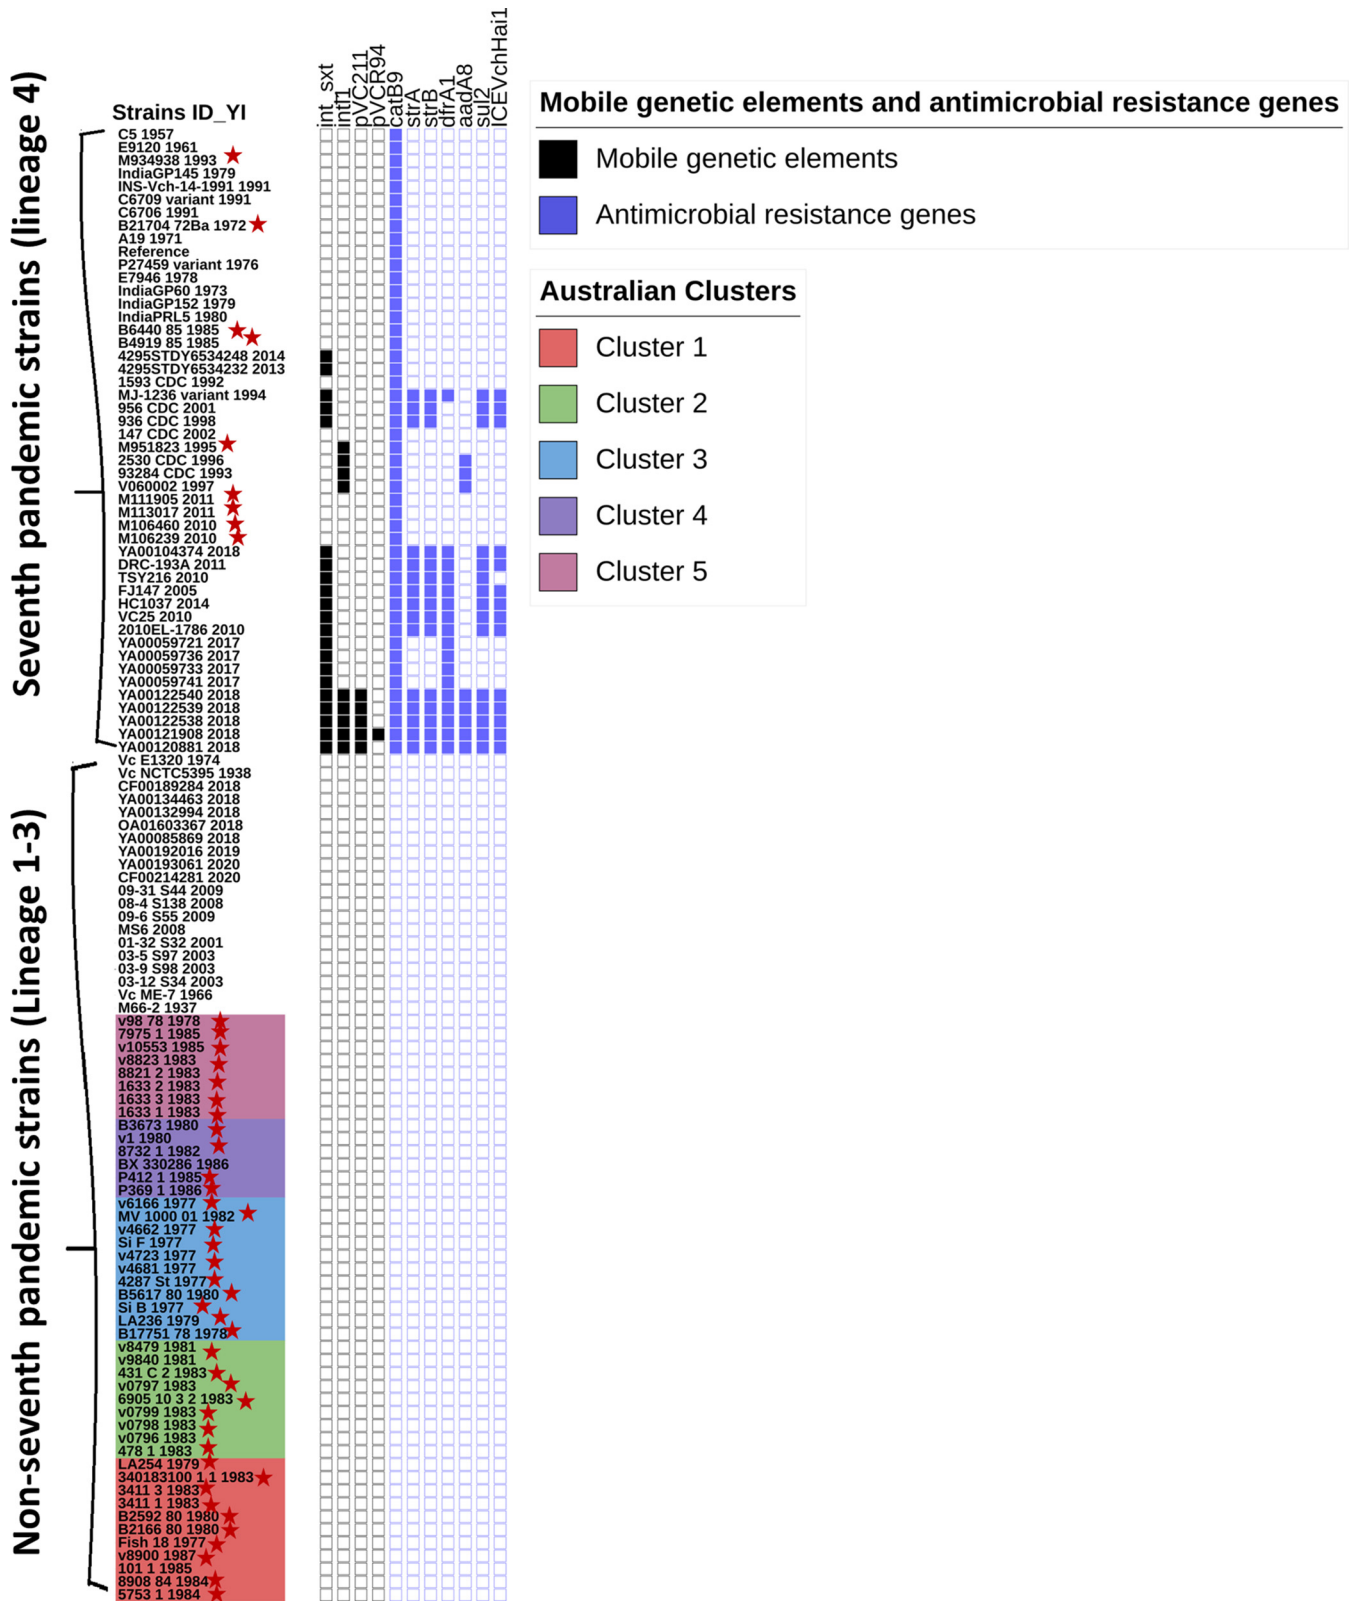 Seventh pandemic strains (lineage 4)
Non-seventh pandemic strains (Lineage 1-3)
Strains ID_YI
int_sxt
intI1
pVC211
pVCR94
catB9
strA
strB
dfrA1
aadA8
sul2
ICEVchHai1
C5 1957
E9120 1961
M934938 1993
IndiaGP145 1979
INS-Vch-14-1991 1991
C6709 variant 1991
C6706 1991
B21704 72Ba 1972
A19 1971
Reference
P27459 variant 1976
E7946 1978
IndiaGP60 1973
IndiaGP152 1979
IndiaPRL5 1980
B6440 85 1985
B4919 85 1985
4295STDY6534248 2014
4295STDY6534232 2013
1593 CDC 1992
MJ-1236 variant 1994
956 CDC 2001
936 CDC 1998
147 CDC 2002
M951823 1995
2530 CDC 1996
93284 CDC 1993
V060002 1997
M111905 2011
M113017 2011
M106460 2010
M106239 2010
YA00104374 2018
DRC-193A 2011
TSY216 2010
FJ147 2005
HC1037 2014
VC25 2010
2010EL-1786 2010
YA00059721 2017
YA00059736 2017
YA00059733 2017
YA00059741 2017
YA00122540 2018
YA00122539 2018
YA00122538 2018
YA00121908 2018
YA00120881 2018
Vc E1320 1974
Vc NCTC5395 1938
CF00189284 2018
YA00134463 2018
YA00132994 2018
OA01603367 2018
YA00085869 2018
YA00192016 2019
YA00193061 2020
CF00214281 2020
09-31 S44 2009
08-4 S138 2008
09-6 S55 2009
MS6 2008
01-32 S32 2001
03-5 S97 2003
03-9 S98 2003
03-12 S34 2003
Vc ME-7 1966
M66-2 1937
v98 78 1978
7975 1 1985
v10553 1985
v8823 1983
8821 2 1983
1633 2 1983
1633 3 1983
1633 1 1983
B3673 1980
v1 1980
8732 1 1982
BX 330286 1986
P412 1 1985
P369 1 1986
v6166 1977
MV 1000 01 1982
v4662 1977
Si F 1977
v4723 1977
v4681 1977
4287 St 1977
B5617 80 1980
Si B 1977
LA236 1979
B17751 78 1978
v8479 1981
v9840 1981
431 C 2 1983
v0797 1983
6905 10 3 2 1983
v0799 1983
v0798 1983
v0796 1983
478 1 1983
LA254 1979
340183100 1 1 1983
3411 3 1983
3411 1 1983
B2592 80 1980
B2166 80 1980
Fish 18 1977
v8900 1987
101 1 1985
8908 84 1984
5753 1 1984
Mobile genetic elements and antimicrobial resistance genes
Mobile genetic elements
Antimicrobial resistance genes
Australian Clusters
Cluster 1
Cluster 2
Cluster 3
Cluster 4
Cluster 5